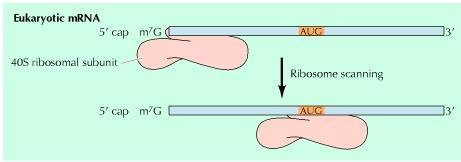 Eukaryotic mRNA
5′ cap m⁷G AUG 3′
40S ribosomal subunit
Ribosome scanning
5′ cap m⁷G AUG 3′